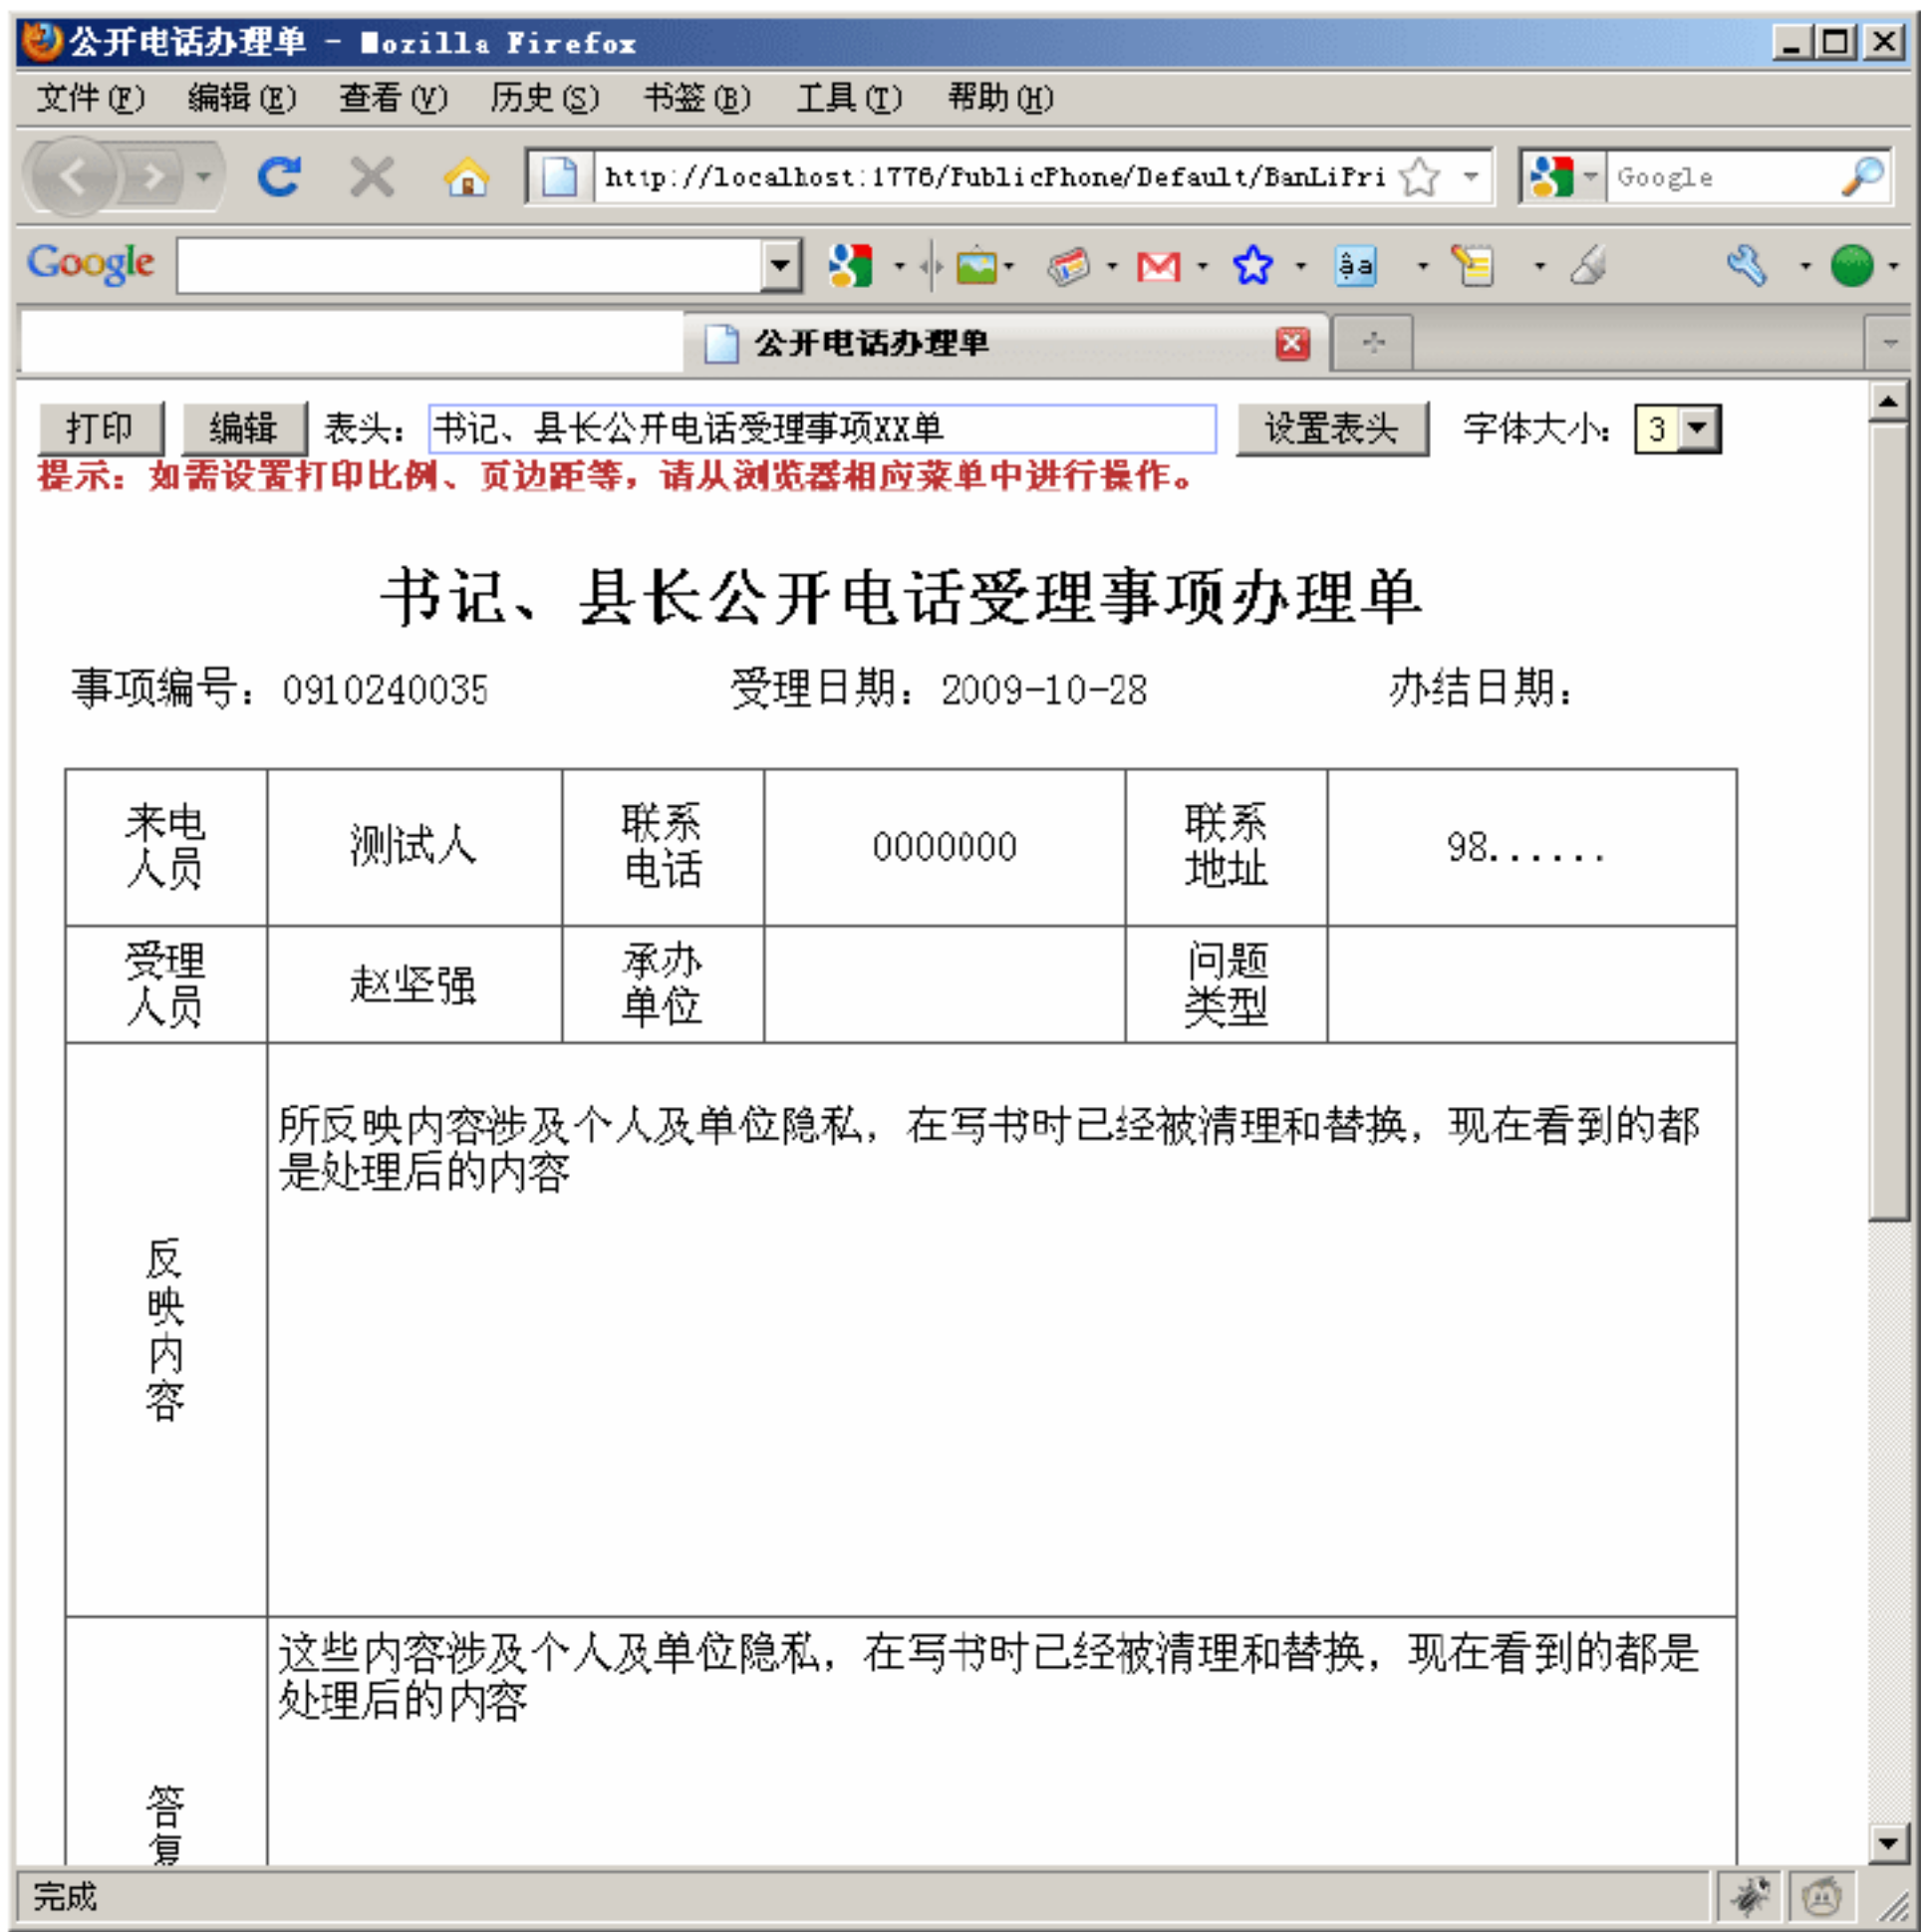 公开电话办理单 - Mozilla Firefox
文件(F) 编辑(E) 查看(V) 历史(S) 书签(B) 工具(T) 帮助(H)
http://localhost:1776/PublicPhone/Default/BanLiPri Google
Google
公开电话办理单
打印 编辑 表头: 书记、县长公开电话受理事项XX单 设置表头 字体大小: 3
提示: 如需设置打印比例、页边距等, 请从浏览器相应菜单中进行操作。
书记、县长公开电话受理事项办理单
事项编号: 0910240035 受理日期: 2009-10-28 办结日期:
来电人员 测试人 联系电话 0000000 联系地址 98......
受理人员 赵坚强 承办单位 问题类型
反映内容
所反映内容涉及个人及单位隐私, 在写书时已经被清理和替换, 现在看到的都
是处理后的内容
答复
这些内容涉及个人及单位隐私, 在写书时已经被清理和替换, 现在看到的都是
处理后的内容
完成